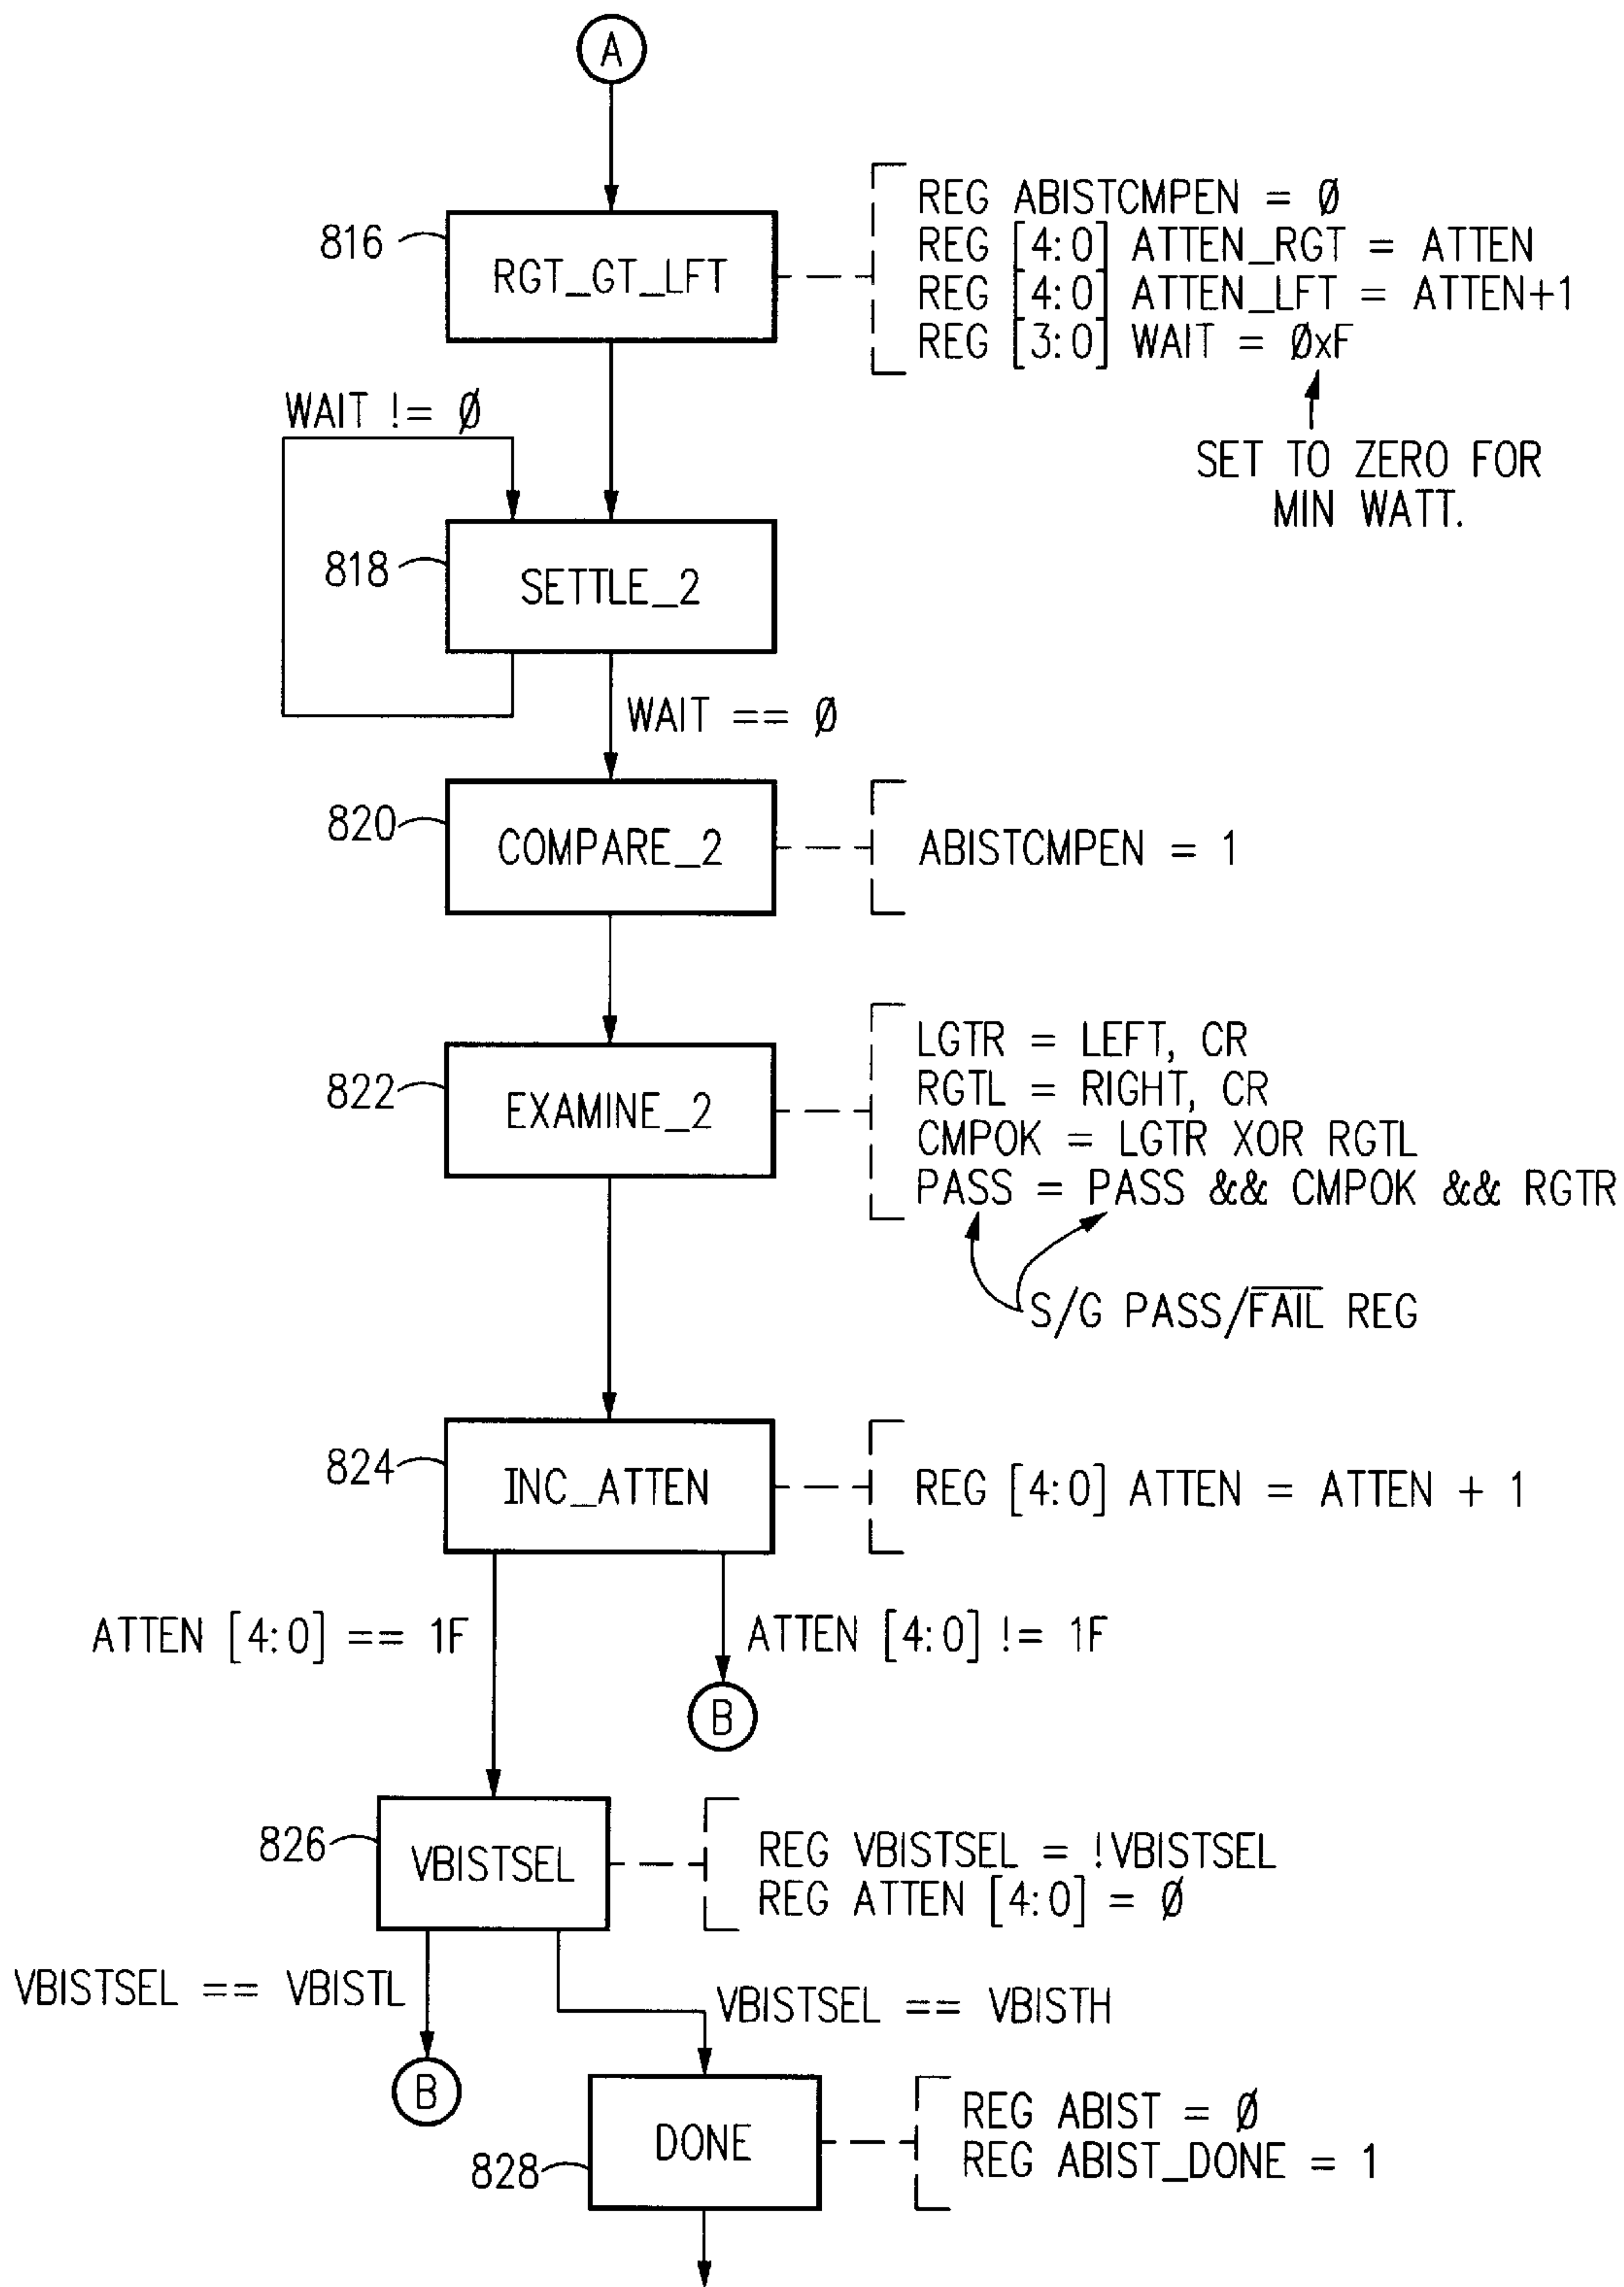 A
816
RGT_GT_LFT
REG ABISTCMPEN = Ø
REG [4:0] ATTEN_RGT = ATTEN
REG [4:0] ATTEN_LFT = ATTEN+1
REG [3:0] WAIT = ØxF
SET TO ZERO FOR
MIN WATT.
WAIT != Ø
818
SETTLE_2
WAIT == Ø
820
COMPARE_2
ABISTCMPEN = 1
822
EXAMINE_2
LGTR = LEFT, CR
RGTL = RIGHT, CR
CMPOK = LGTR XOR RGTL
PASS = PASS && CMPOK && RGTR
S/G PASS/F̅A̅I̅L̅ REG
824
INC_ATTEN
REG [4:0] ATTEN = ATTEN + 1
ATTEN [4:0] == 1F
ATTEN [4:0] != 1F
B
826
VBISTSEL
REG VBISTSEL = !VBISTSEL
REG ATTEN [4:0] = Ø
VBISTSEL == VBISTL
VBISTSEL == VBISTH
B
828
DONE
REG ABIST = Ø
REG ABIST_DONE = 1